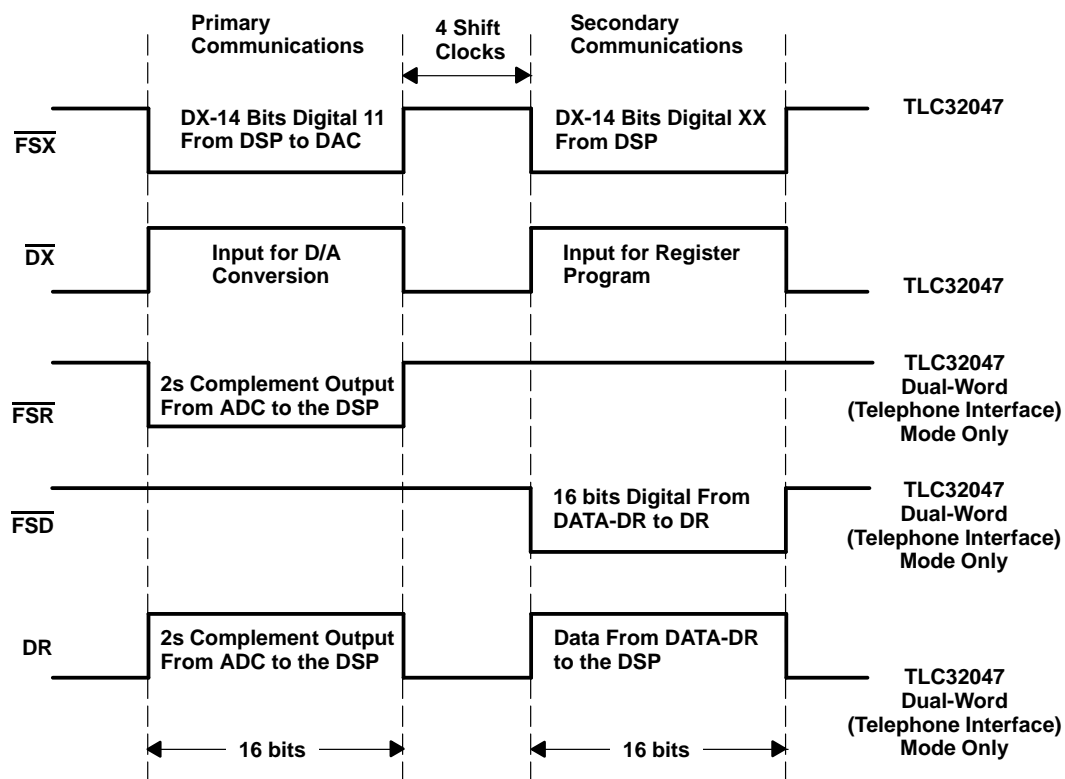 Primary
Communications
4 Shift
Clocks
Secondary
Communications
FSX
DX-14 Bits Digital 11
From DSP to DAC
DX-14 Bits Digital XX
From DSP
TLC32047
DX
Input for D/A
Conversion
Input for Register
Program
TLC32047
FSR
2s Complement Output
From ADC to the DSP
TLC32047
Dual-Word
(Telephone Interface)
Mode Only
FSD
16 bits Digital From
DATA-DR to DR
TLC32047
Dual-Word
(Telephone Interface)
Mode Only
DR
2s Complement Output
From ADC to the DSP
Data From DATA-DR
to the DSP
TLC32047
Dual-Word
(Telephone Interface)
Mode Only
16 bits
16 bits